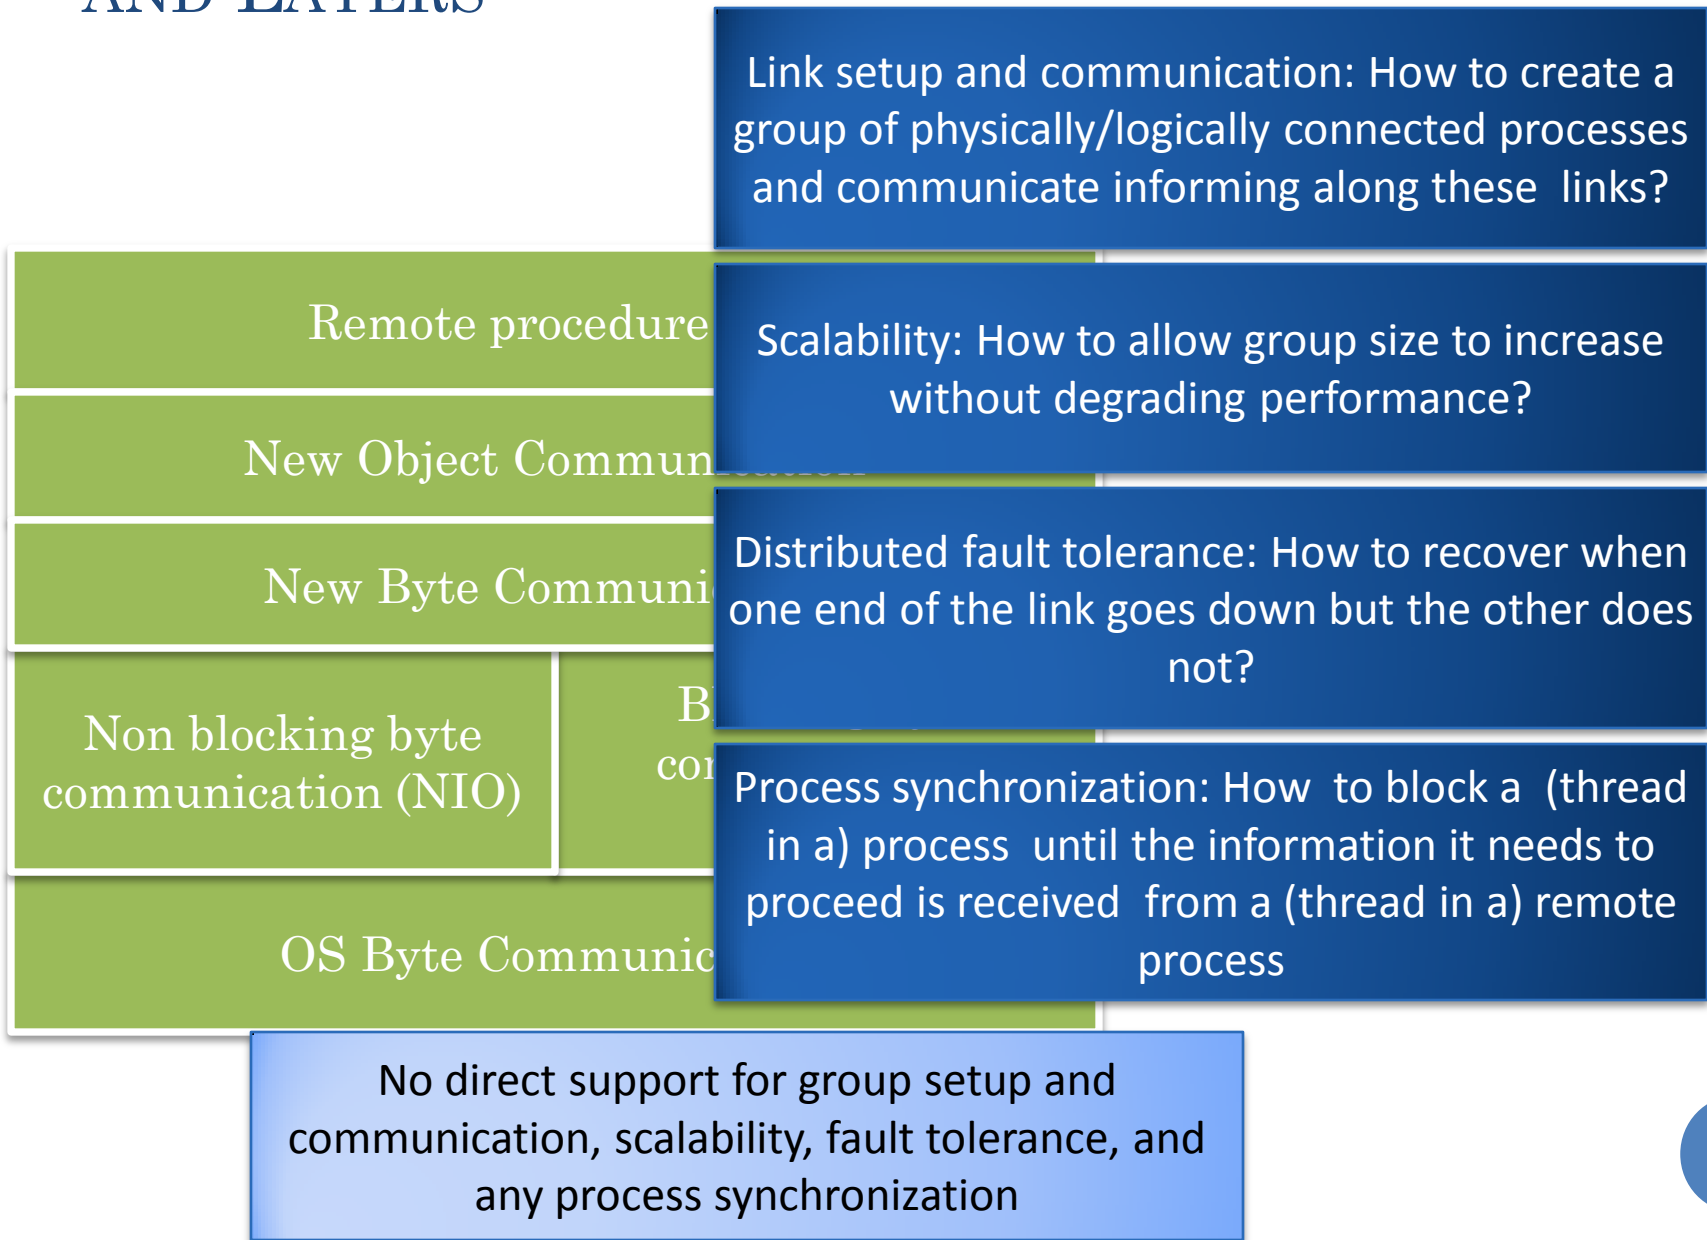 AND LAYERS
Link setup and communication: How to create a
group of physically/logically connected processes
and communicate informing along these links?
Remote procedure
Scalability: How to allow group size to increase
without degrading performance?
New Object Communication
Distributed fault tolerance: How to recover when
one end of the link goes down but the other does
not?
New Byte Communi
Non blocking byte
communication (NIO)
Process synchronization: How to block a (thread
in a) process until the information it needs to
proceed is received from a (thread in a) remote
process
OS Byte Communic
No direct support for group setup and
communication, scalability, fault tolerance, and
any process synchronization